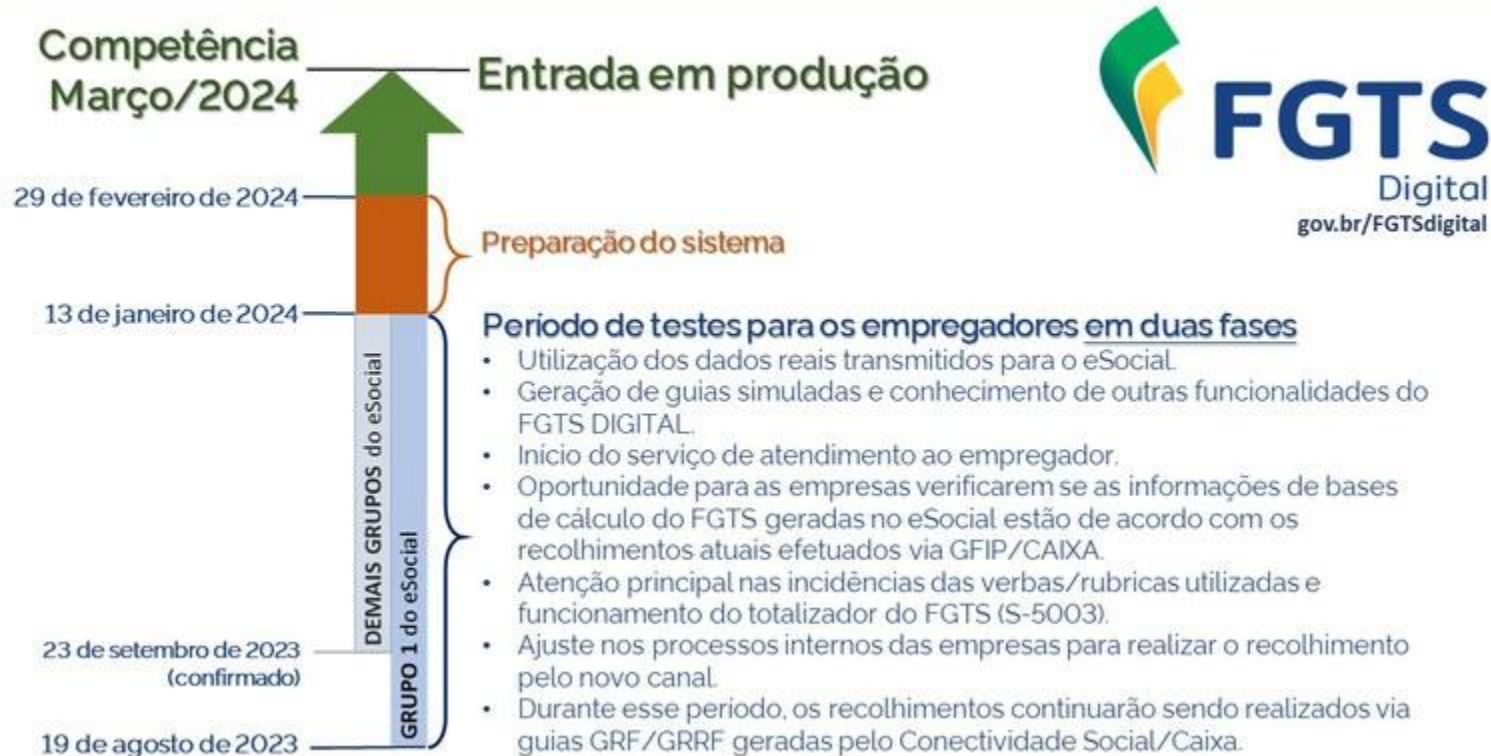 Competência
Março/2024
Entrada em produção
FGTS
Digital
gov.br/FGTSdigital
29 de fevereiro de 2024
Preparação do sistema
13 de janeiro de 2024
Período de testes para os empregadores em duas fases
• Utilização dos dados reais transmitidos para o eSocial.
• Geração de guias simuladas e conhecimento de outras funcionalidades do
FGTS DIGITAL.
• Início do serviço de atendimento ao empregador.
• Oportunidade para as empresas verificarem se as informações de bases
de cálculo do FGTS geradas no eSocial estão de acordo com os
recolhimentos atuais efetuados via GFIP/CAIXA.
• Atenção principal nas incidências das verbas/rubricas utilizadas e
funcionamento do totalizador do FGTS (S-5003).
• Ajuste nos processos internos das empresas para realizar o recolhimento
pelo novo canal.
• Durante esse período, os recolhimentos continuarão sendo realizados via
guias GRF/GRRF geradas pelo Conectividade Social/Caixa.
DEMAIS GRUPOS do eSocial
GRUPO 1 do eSocial
23 de setembro de 2023
(confirmado)
19 de agosto de 2023